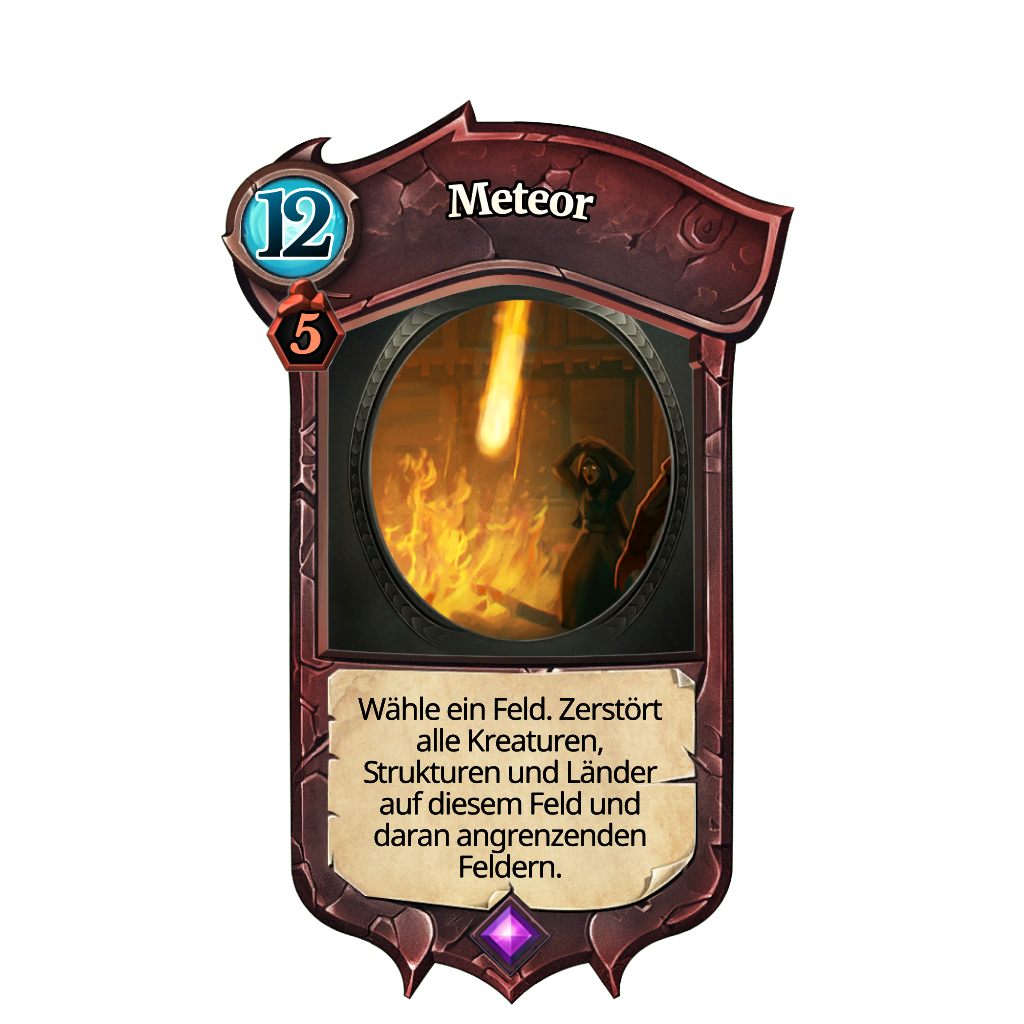 Meteor
12
5
Wähle ein Feld. Zerstört
alle Kreaturen,
Strukturen und Länder
auf diesem Feld und
daran angrenzenden
Feldern.